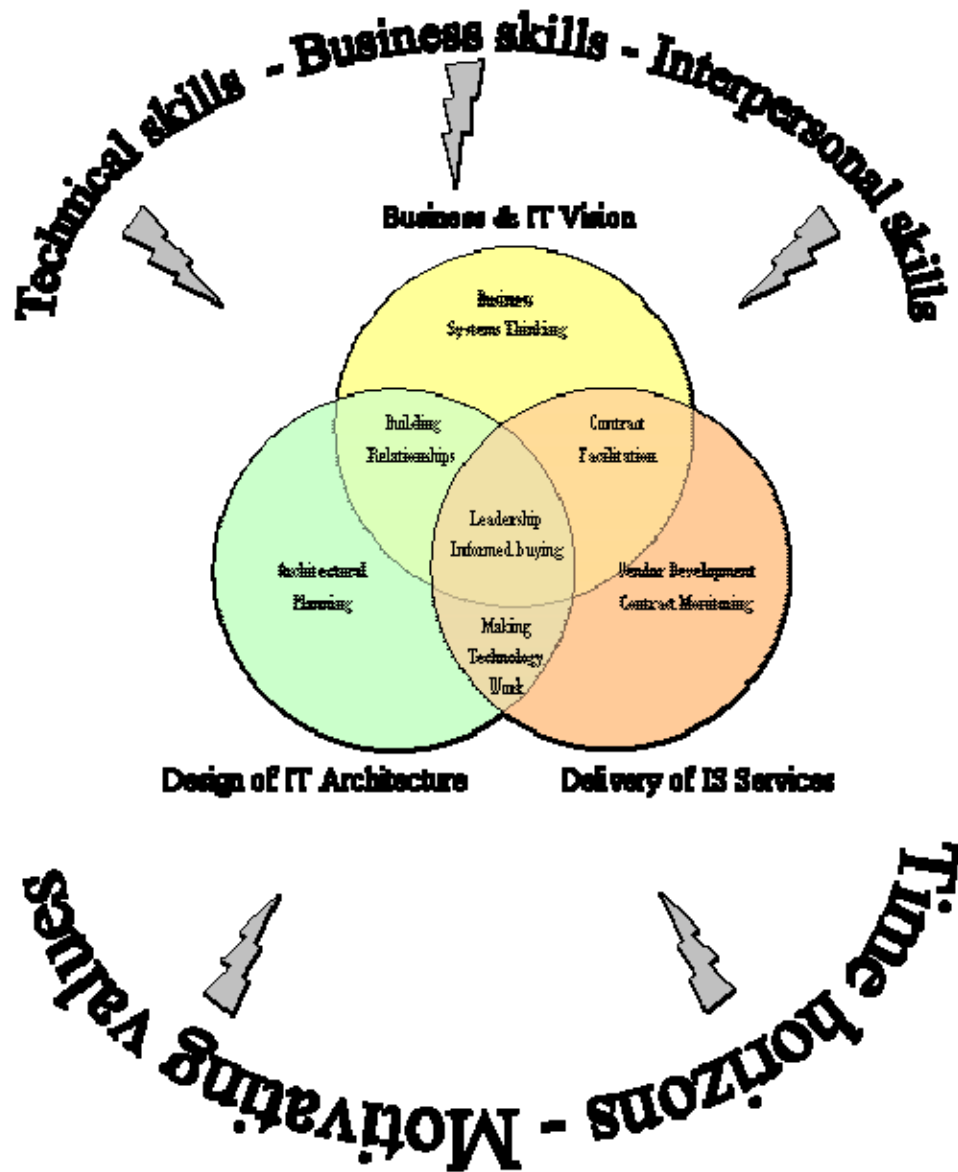 Technical skills - Business skills - Interpersonal skills
Business & IT Vision
Business
Systems Thinking
Building
Relationships
Contract
Facilitation
Leadership
Informed buying
Architectural
Planning
Vendor Development
Contract Monitoring
Making
Technology
Work
Design of IT Architecture
Delivery of IS Services
Time horizons - Motivating values